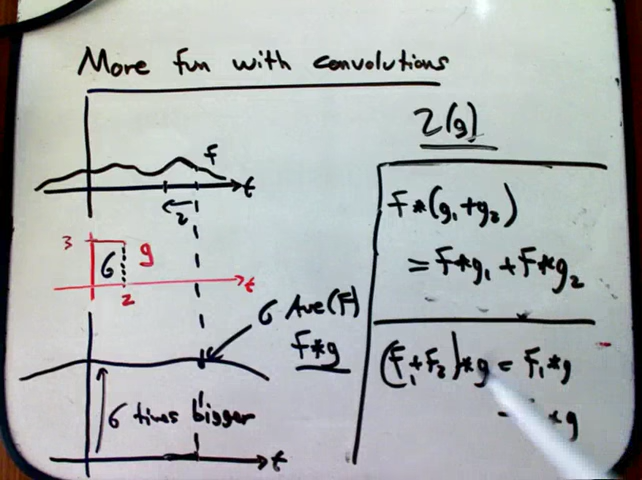 More fun with convolutions
2(g)
f
t
2
F*(g1+g2)
= F*g1 + F*g2
3
6
g
2
t
6 Ave(F)
F*g
(F1+F2)*g = F1*g
*g
6 times bigger
t